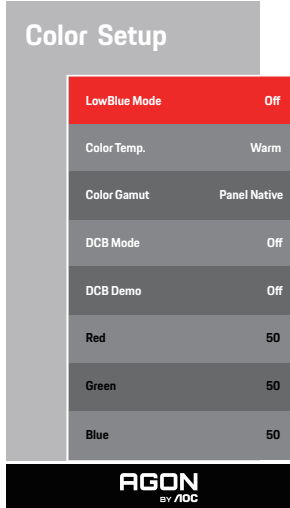 Color Setup
LowBlue Mode Off
Color Temp. Warm
Color Gamut Panel Native
DCB Mode Off
DCB Demo Off
Red 50
Green 50
Blue 50
AGON
BY AOC